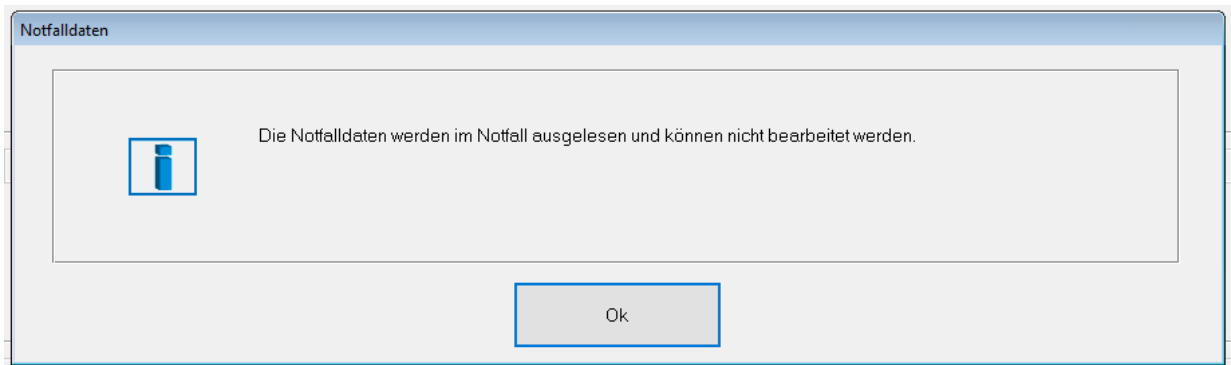 Notfalldaten
Die Notfalldaten werden im Notfall ausgelesen und können nicht bearbeitet werden.
Ok